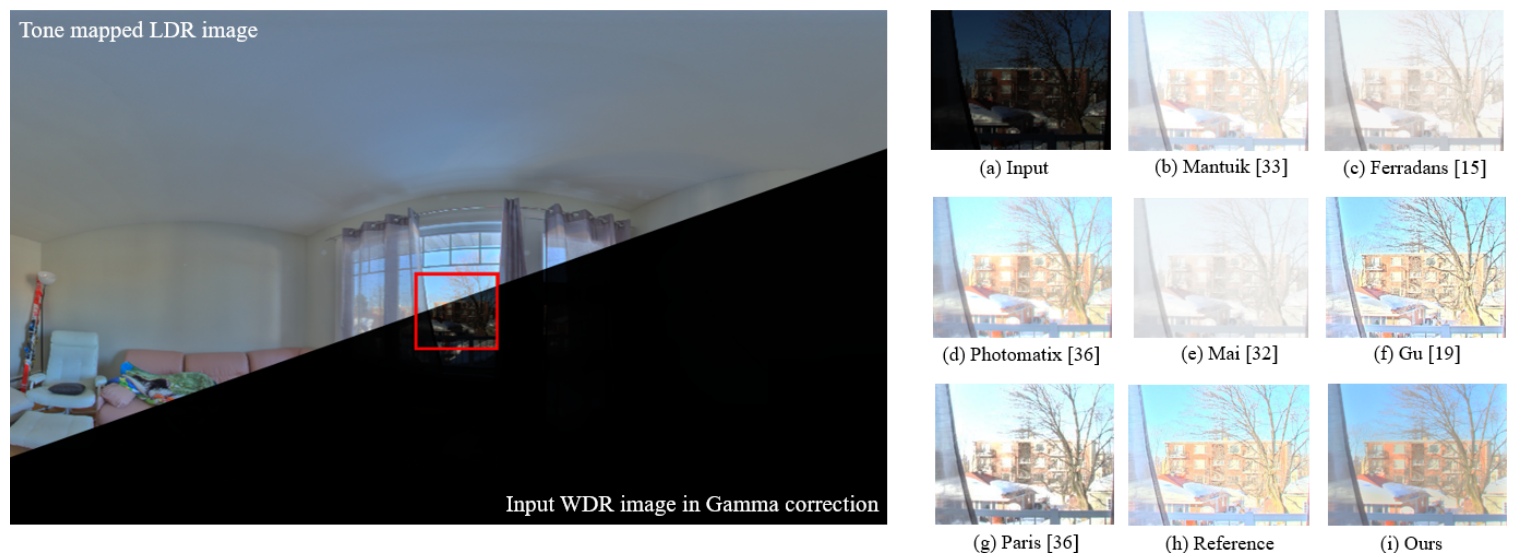 Tone mapped LDR image
Input WDR image in Gamma correction
(a) Input
(b) Mantuik [33]
(c) Ferradans [15]
(d) Photomatix [36]
(e) Mai [32]
(f) Gu [19]
(g) Paris [36]
(h) Reference
(i) Ours